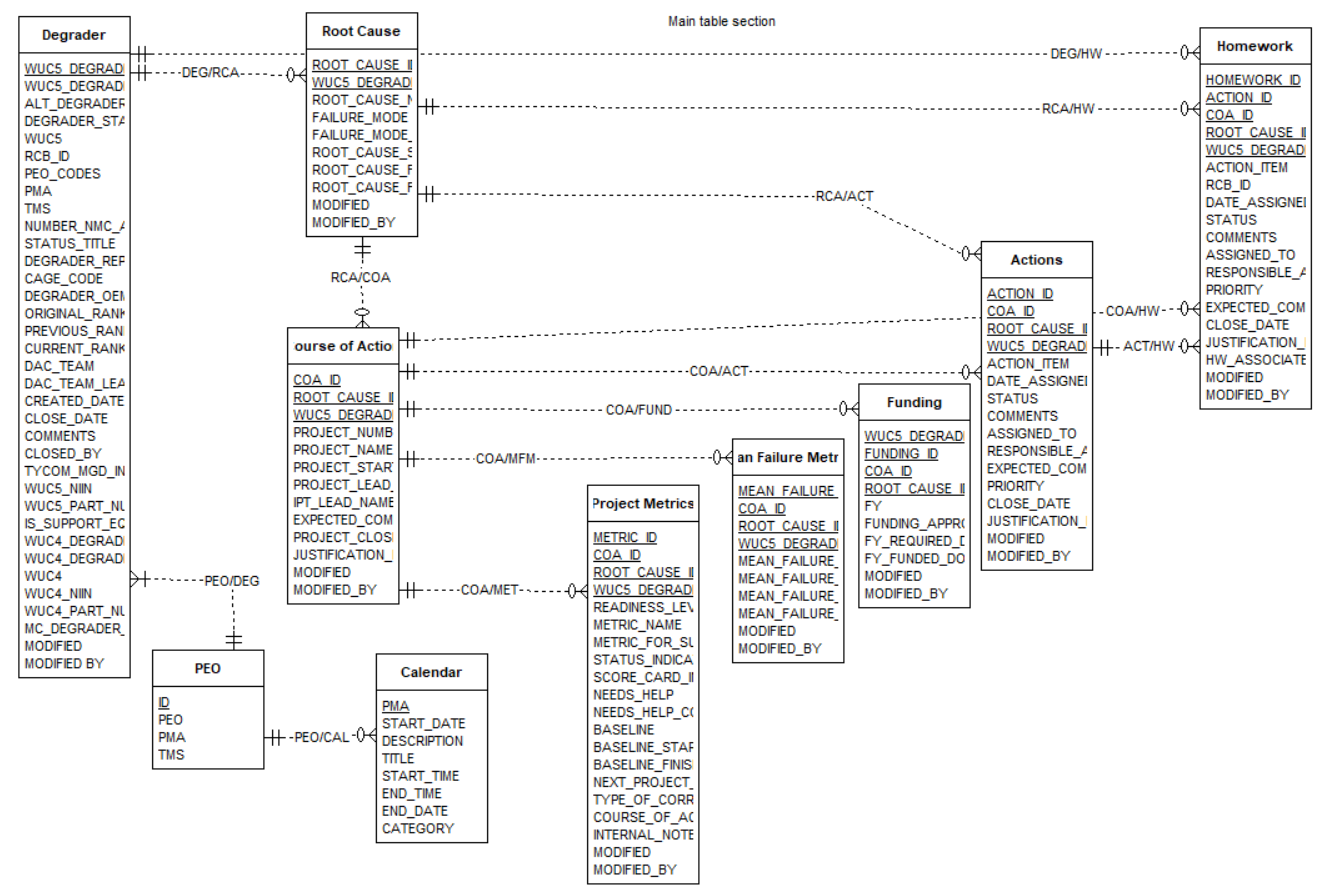 Main table section
Degrader
WUC5_DEGRAD
WUC5_DEGRAD
ALT_DEGRADER
DEGRADER_STA
WUC5
RCB_ID
PEO_CODES
PMA
TMS
NUMBER_NMC_A
STATUS_TITLE
DEGRADER_REF
CAGE_CODE
DEGRADER_OEM
ORIGINAL_RANK
PREVIOUS_RAN
CURRENT_RANK
DAC_TEAM
DAC_TEAM_LEA
CREATED_DATE
CLOSE_DATE
COMMENTS
CLOSED_BY
TYCOM_MGD_IN
WUC5_NIIN
WUC5_PART_NU
IS_SUPPORT_EQ
WUC4_DEGRAD
WUC4_DEGRAD
WUC4
WUC4_NIIN
WUC4_PART_NU
MC_DEGRADER_
MODIFIED
MODIFIED BY
DEG/RCA
DEG/HW
Root Cause
ROOT_CAUSE_I
WUC5_DEGRAD
ROOT_CAUSE_N
FAILURE_MODE
FAILURE_MODE_
ROOT_CAUSE_S
ROOT_CAUSE_F
ROOT_CAUSE_F
MODIFIED
MODIFIED_BY
RCA/HW
RCA/ACT
RCA/COA
Homework
HOMEWORK_ID
ACTION_ID
COA_ID
ROOT_CAUSE_I
WUC5_DEGRAD
ACTION_ITEM
RCB_ID
DATE_ASSIGNE
STATUS
COMMENTS
ASSIGNED_TO
RESPONSIBLE_A
PRIORITY
EXPECTED_COM
CLOSE_DATE
JUSTIFICATION_
HW_ASSOCIATE
MODIFIED
MODIFIED_BY
Actions
ACTION_ID
COA_ID
ROOT_CAUSE_I
WUC5_DEGRAD
ACTION_ITEM
DATE_ASSIGNE
STATUS
COMMENTS
ASSIGNED_TO
RESPONSIBLE_A
EXPECTED_COM
PRIORITY
CLOSE_DATE
JUSTIFICATION_
MODIFIED
MODIFIED_BY
COA/HW
ACT/HW
ourse of Actio
COA_ID
ROOT_CAUSE_I
WUC5_DEGRAD
PROJECT_NUMB
PROJECT_NAME
PROJECT_STAR
PROJECT_LEAD_
IPT_LEAD_NAME
EXPECTED_COM
PROJECT_CLOS
JUSTIFICATION_
MODIFIED
MODIFIED_BY
COA/ACT
COA/FUND
COA/MFM
COA/MET
Funding
WUC5_DEGRAD
FUNDING_ID
COA_ID
ROOT_CAUSE_I
FY
FUNDING_APPR
FY_REQUIRED_D
FY_FUNDED_DO
MODIFIED
MODIFIED_BY
an Failure Metr
MEAN_FAILURE_
COA_ID
ROOT_CAUSE_I
WUC5_DEGRAD
MEAN_FAILURE_
MEAN_FAILURE_
MEAN_FAILURE_
MEAN_FAILURE_
MODIFIED
MODIFIED_BY
Project Metrics
METRIC_ID
COA_ID
ROOT_CAUSE_I
WUC5_DEGRAD
READINESS_LEV
METRIC_NAME
METRIC_FOR_SU
STATUS_INDICA
SCORE_CARD_I
NEEDS_HELP
NEEDS_HELP_C
BASELINE
BASELINE_STAR
BASELINE_FINIS
NEXT_PROJECT_
TYPE_OF_CORR
COURSE_OF_AC
INTERNAL_NOTE
MODIFIED
MODIFIED_BY
PEO/DEG
PEO
ID
PEO
PMA
TMS
PEO/CAL
Calendar
PMA
START_DATE
DESCRIPTION
TITLE
START_TIME
END_TIME
END_DATE
CATEGORY